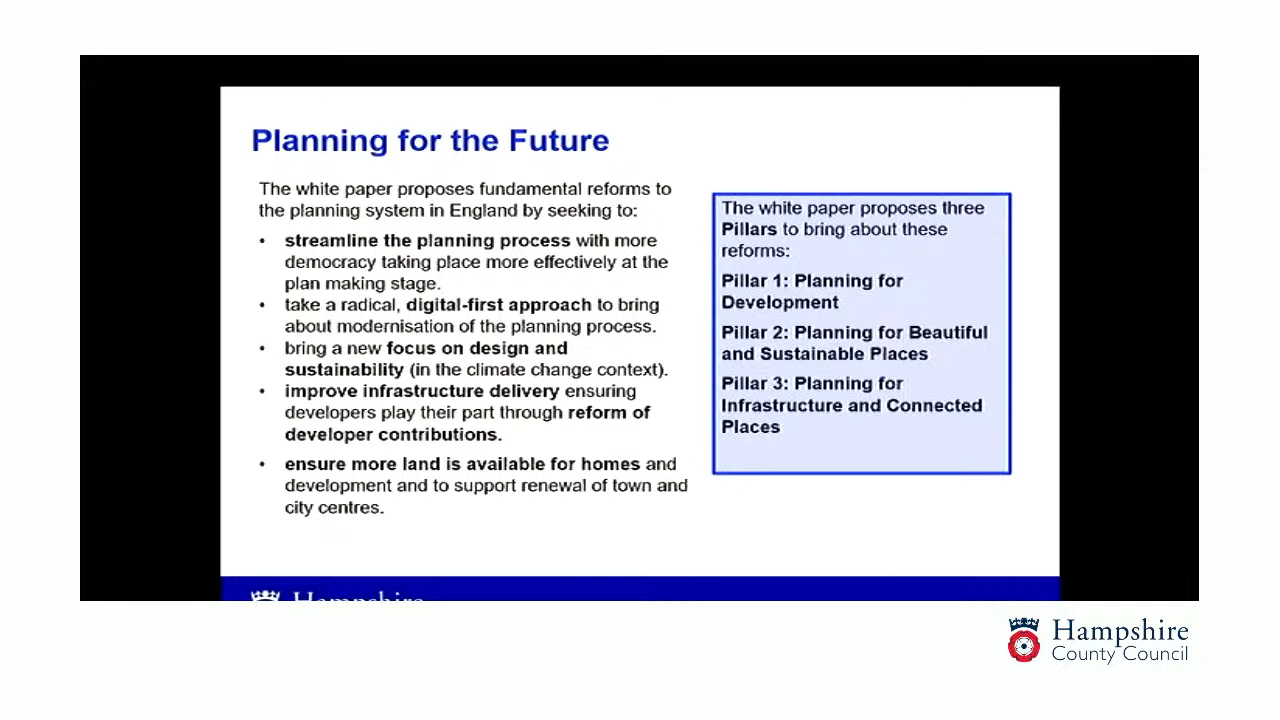 Planning for the Future
The white paper proposes fundamental reforms to
the planning system in England by seeking to:
• streamline the planning process with more
democracy taking place more effectively at the
plan making stage.
• take a radical, digital-first approach to bring
about modernisation of the planning process.
• bring a new focus on design and
sustainability (in the climate change context).
• improve infrastructure delivery ensuring
developers play their part through reform of
developer contributions.
• ensure more land is available for homes and
development and to support renewal of town and
city centres.
The white paper proposes three
Pillars to bring about these
reforms:
Pillar 1: Planning for
Development
Pillar 2: Planning for Beautiful
and Sustainable Places
Pillar 3: Planning for
Infrastructure and Connected
Places
Hampshire
Hampshire
County Council